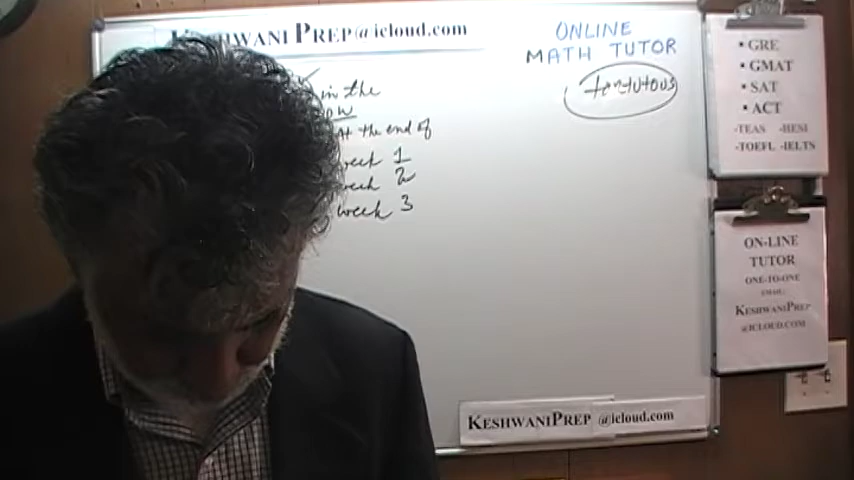 KESHWANI PREP@icloud.com
in the
at the end of
week 1
week 2
week 3
ONLINE
MATH TUTOR
• GRE
• GMAT
• SAT
• ACT
-TEAS -HESI
-TOEFL -IELTS
ON-LINE
TUTOR
ONE-TO-ONE
EMAIL:
KESHWANIPREP
@ICLOUD.COM
KESHWANIPREP @icloud.com